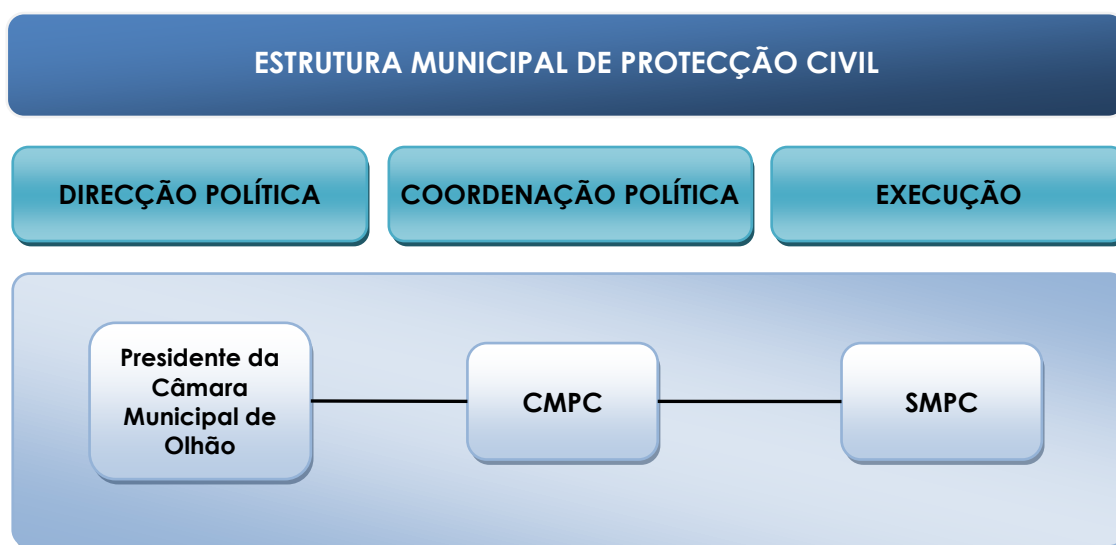 ESTRUTURA MUNICIPAL DE PROTECÇÃO CIVIL
DIRECÇÃO POLÍTICA
COORDENAÇÃO POLÍTICA
EXECUÇÃO
Presidente da
Câmara
Municipal de
Olhão
CMPC
SMPC